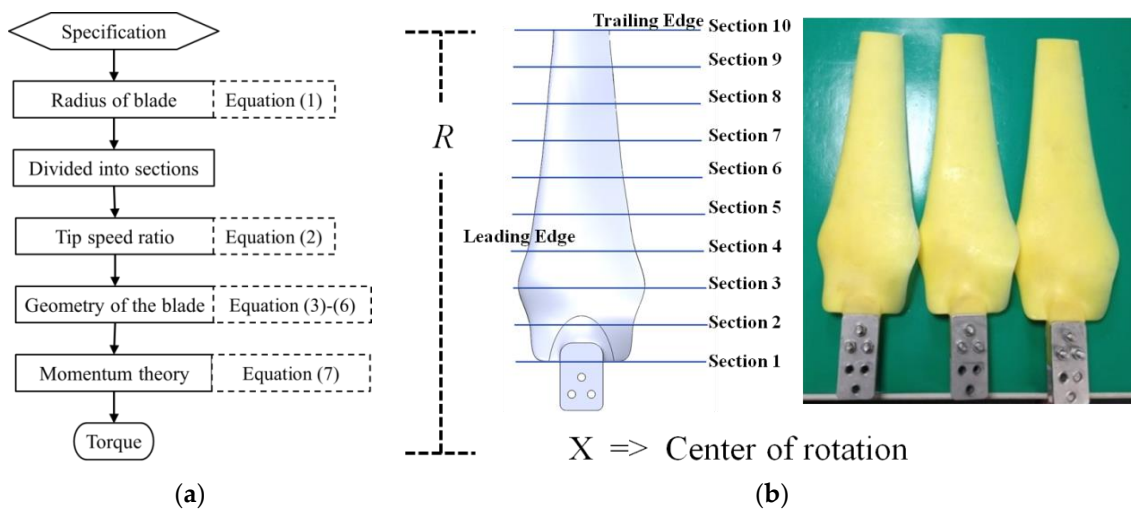 Specification
Radius of blade
Equation (1)
Divided into sections
Tip speed ratio
Equation (2)
Geometry of the blade
Equation (3)-(6)
Momentum theory
Equation (7)
Torque
(a)
R
Trailing Edge
Section 10
Section 9
Section 8
Section 7
Section 6
Section 5
Leading Edge
Section 4
Section 3
Section 2
Section 1
X => Center of rotation
(b)